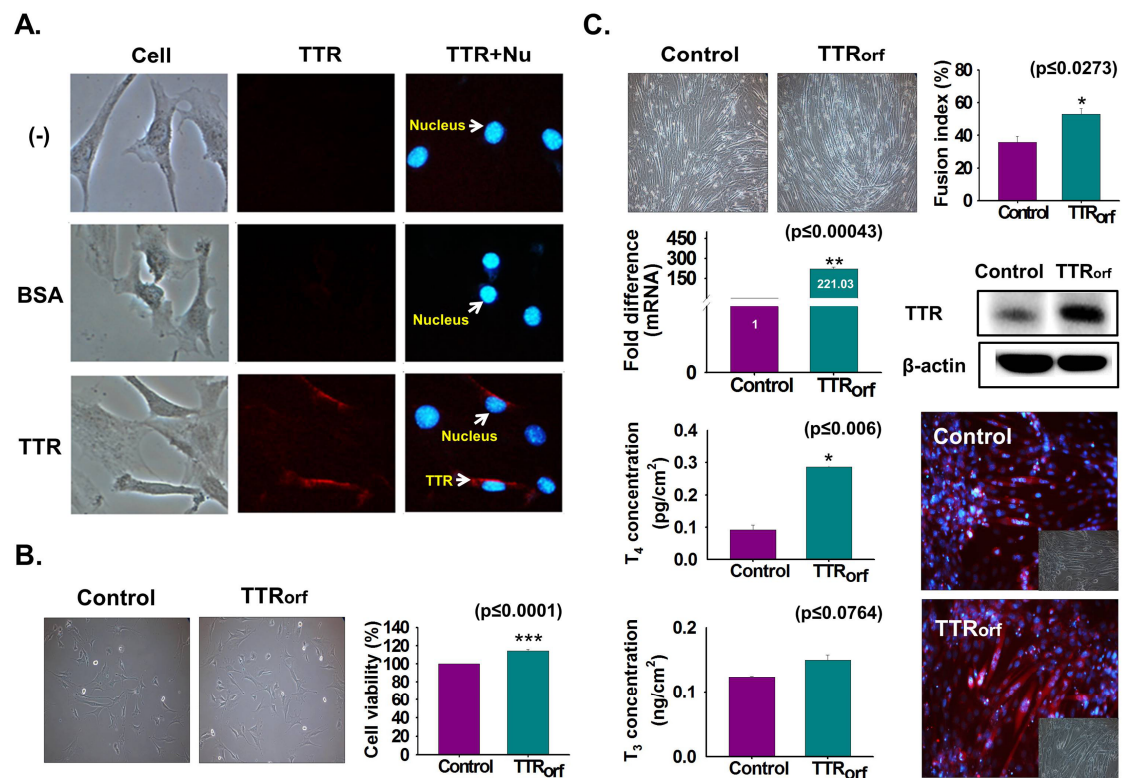 A.
Cell TTR TTR+Nu
(-)
Nucleus
BSA
Nucleus
TTR
Nucleus
TTR
B.
Control TTRorf
(p≤0.0001)
Cell viability (%)
140
120
100
80
60
40
20
0
***
Control TTRorf
C.
Control TTRorf
(p≤0.0273)
Fusion index (%)
80
60
40
20
0
*
Control TTRorf
(p≤0.00043)
Fold difference
(mRNA)
450
300
150
0
**
1
221.03
Control TTRorf
Control TTRorf
TTR
β-actin
(p≤0.006)
T4 concentration
(pg/cm2)
0.4
0.3
0.2
0.1
0.0
*
Control TTRorf
Control
(p≤0.0764)
T3 concentration
(ng/cm2)
0.2
0.1
0.0
Control TTRorf
TTRorf